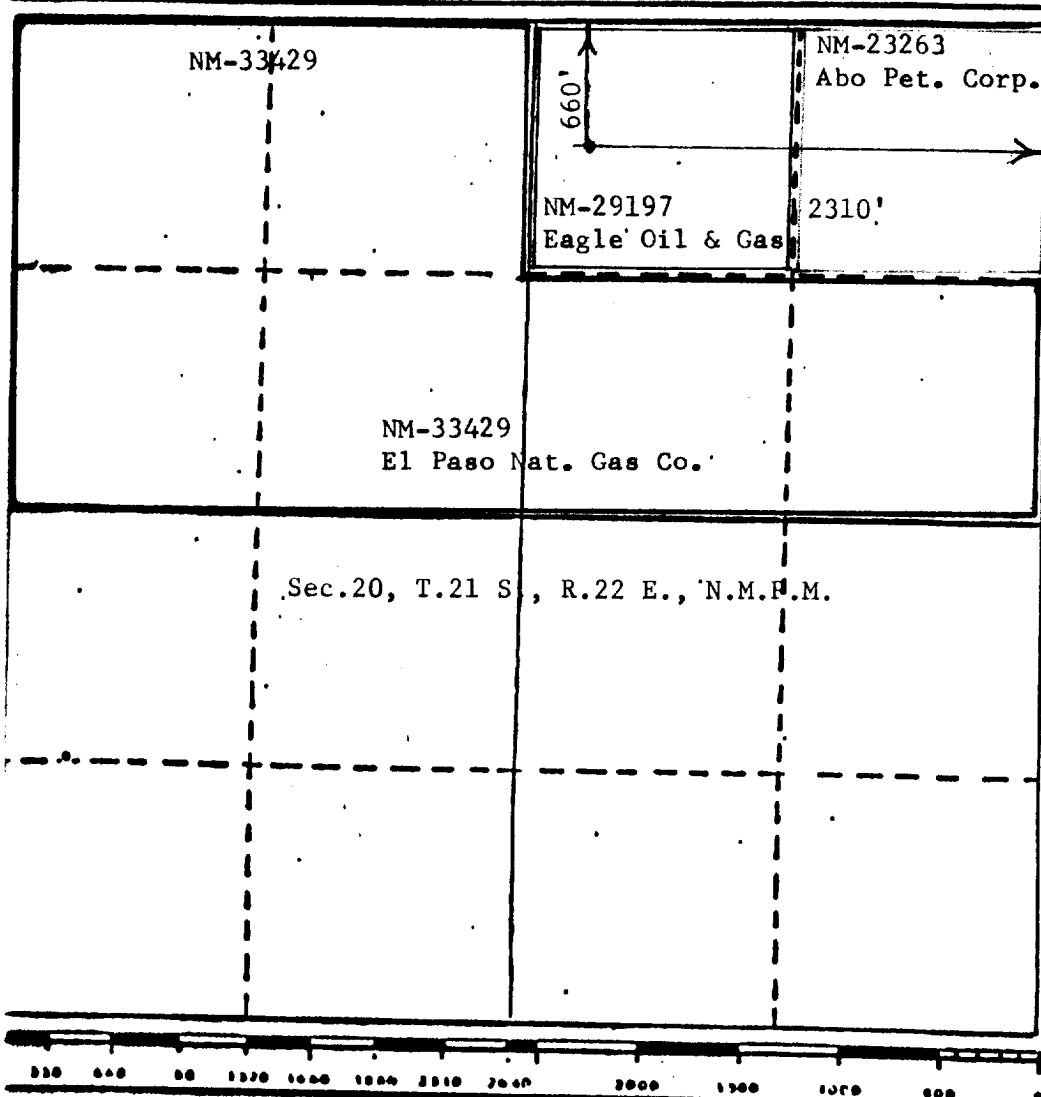 NM-33429
NM-23263
Abo Pet. Corp.
660'
NM-29197
Eagle Oil & Gas
2310'
NM-33429
El Paso Nat. Gas Co.
Sec.20, T.21 S., R.22 E., N.M.P.M.
2000